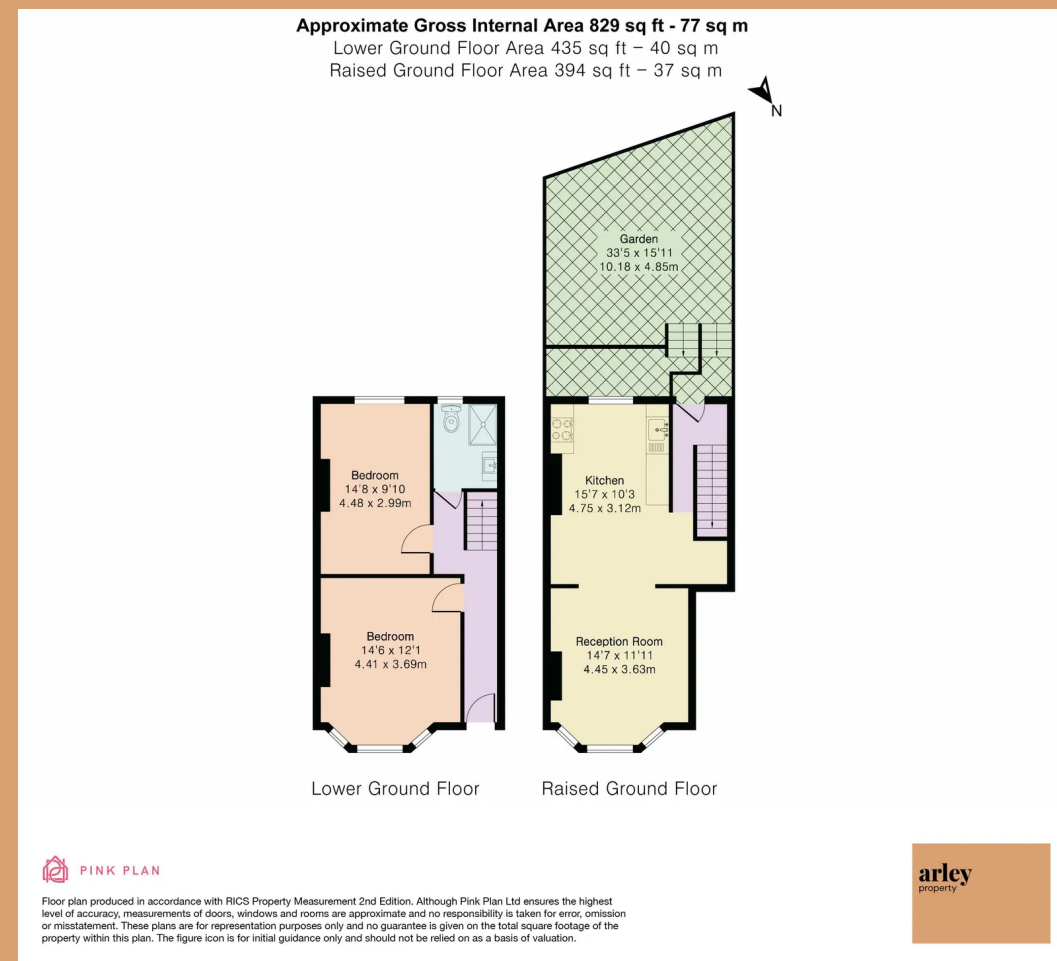 Approximate Gross Internal Area 829 sq ft - 77 sq m
Lower Ground Floor Area 435 sq ft – 40 sq m
Raised Ground Floor Area 394 sq ft – 37 sq m
N
Garden
33'5 x 15'11
10.18 x 4.85m
Bedroom
14'8 x 9'10
4.48 x 2.99m
Kitchen
15'7 x 10'3
4.75 x 3.12m
Bedroom
14'6 x 12'1
4.41 x 3.69m
Reception Room
14'7 x 11'11
4.45 x 3.63m
Lower Ground Floor
Raised Ground Floor
PINK PLAN
Floor plan produced in accordance with RICS Property Measurement 2nd Edition. Although Pink Plan Ltd ensures the highest
level of accuracy, measurements of doors, windows and rooms are approximate and no responsibility is taken for error, omission
or misstatement. These plans are for representation purposes only and no guarantee is given on the total square footage of the
property within this plan. The figure icon is for initial guidance only and should not be relied on as a basis of valuation.
arley
property